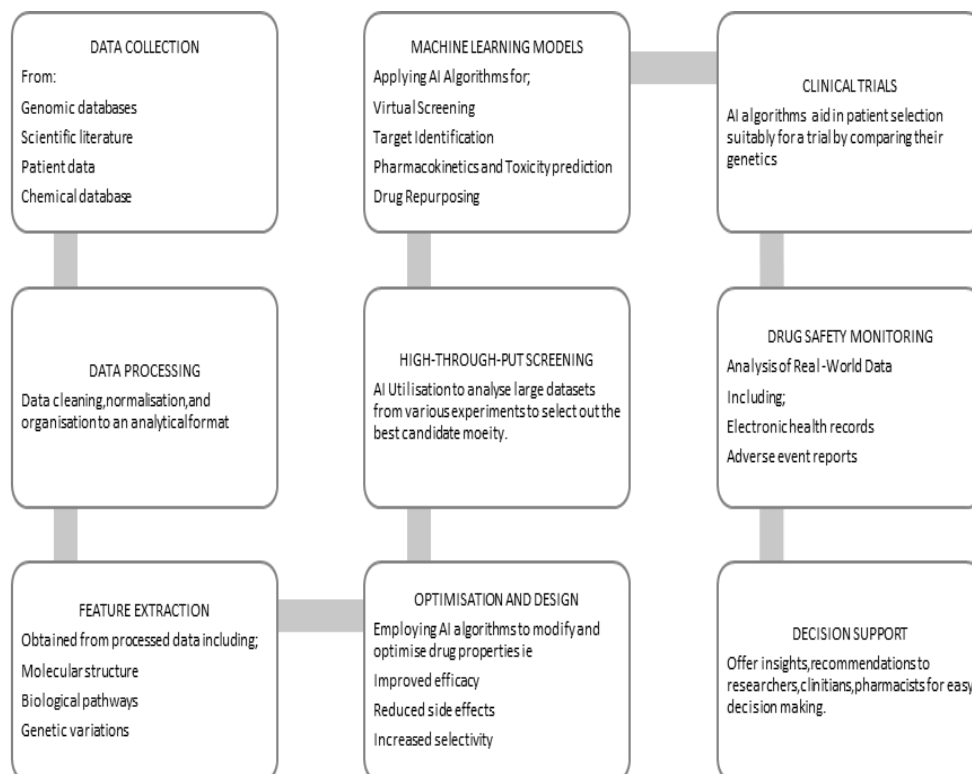 DATA COLLECTION
From:
Genomic databases
Scientific literature
Patient data
Chemical database
DATA PROCESSING
Data cleaning,normalisation,and
organisation to an analytical format
FEATURE EXTRACTION
Obtained from processed data including;
Molecular structure
Biological pathways
Genetic variations
OPTIMISATION AND DESIGN
Employing AI algorithms to modify and
optimise drug properties ie
Improved efficacy
Reduced side effects
Increased selectivity
HIGH-THROUGH-PUT SCREENING
AI Utilisation to analyse large datasets
from various experiments to select out the
best candidate moeity.
MACHINE LEARNING MODELS
Applying AI Algorithms for;
Virtual Screening
Target Identification
Pharmacokinetics and Toxicity prediction
Drug Repurposing
CLINICAL TRIALS
AI algorithms aid in patient selection
suitably for a trial by comparing their
genetics
DRUG SAFETY MONITORING
Analysis of Real-World Data
Including;
Electronic health records
Adverse event reports
DECISION SUPPORT
Offer insights,recommendations to
researchers,clinitians,pharmacists for easy
decision making.